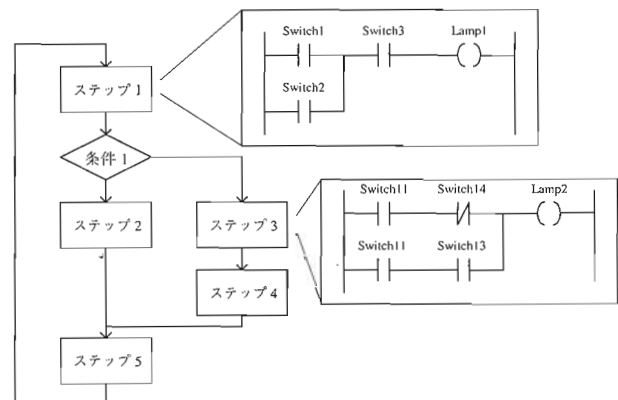 Switch1 Switch3 Lamp1
Switch2
ステップ1
条件1
ステップ2
ステップ3
ステップ4
ステップ5
Switch11 Switch14 Lamp2
Switch11 Switch13